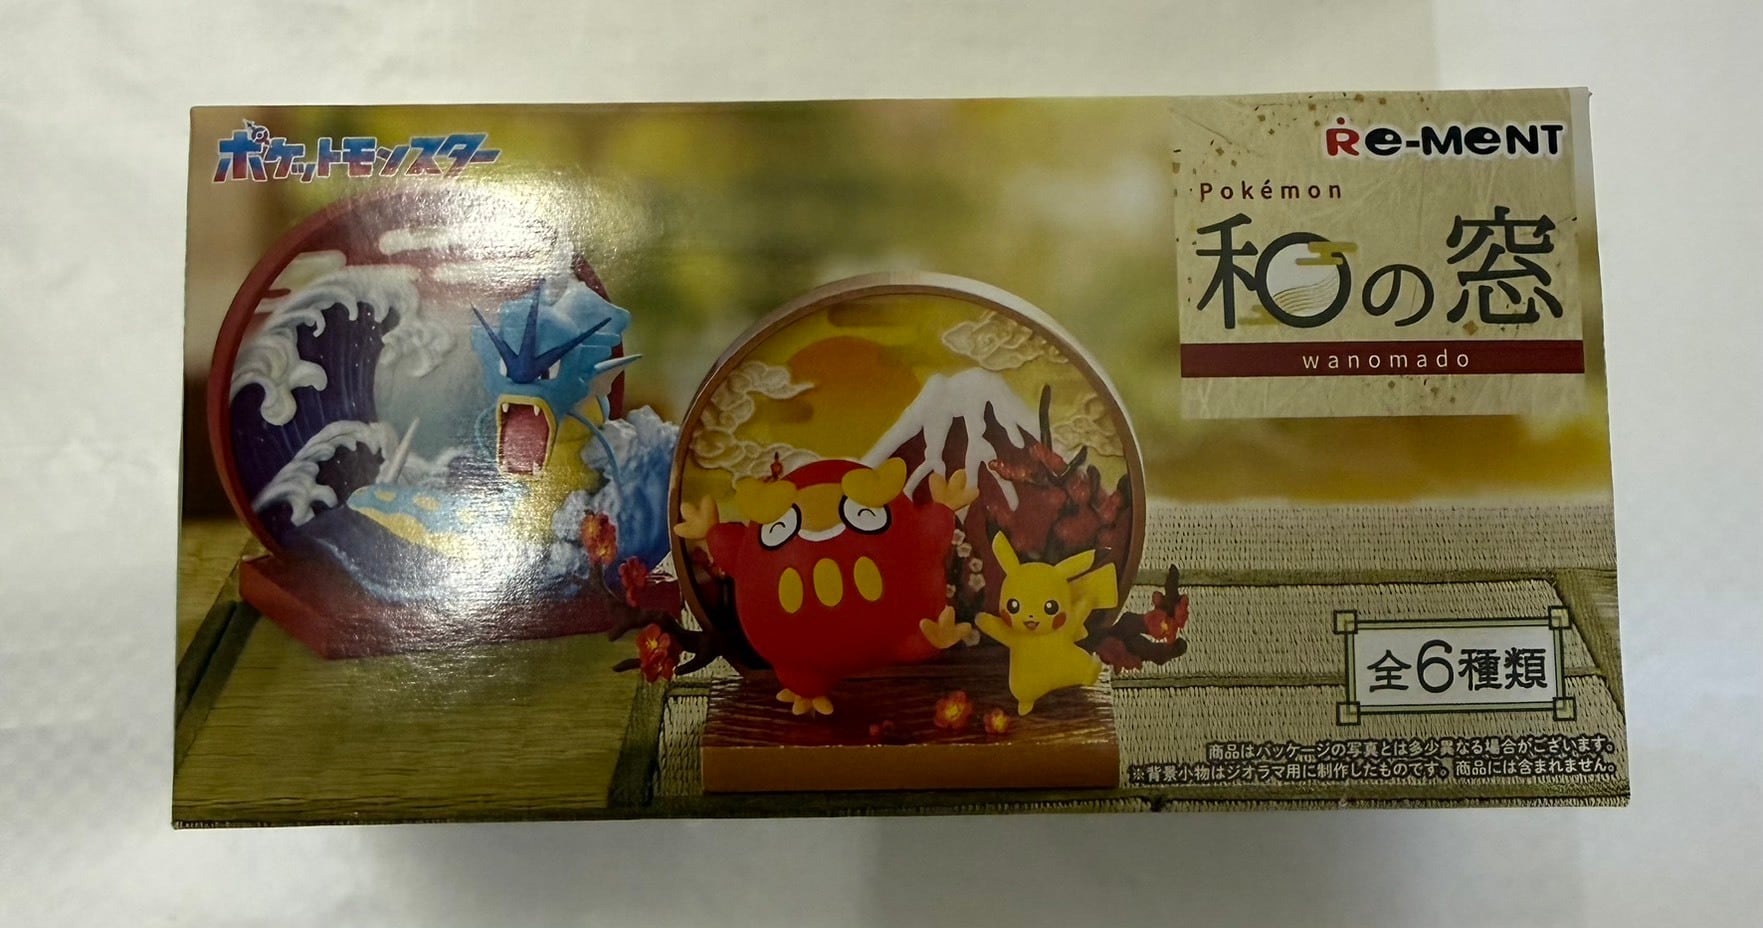 ポケットモンスター
Re-MeNT
Pokémon
和の窓
wanomado
全6種類
商品はパッケージの写真とは多少異なる場合がございます。
※背景小物はジオラマ用に制作したものです。商品には含まれません。